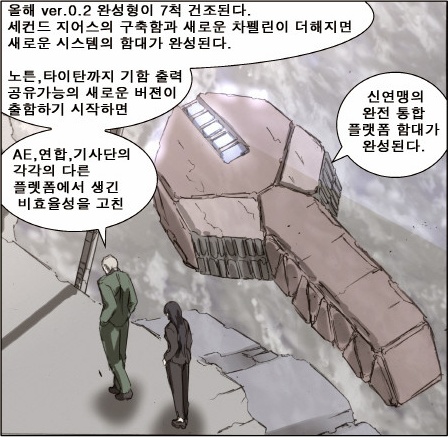 올해 ver.0.2 완성형이 7척 건조된다.
세컨드 지어스의 구축함과 새로운 차펠린이 더해지면
새로운 시스템의 함대가 완성된다.
노튼,타이탄까지 기함 출력
공유가능의 새로운 버젼이
출함하기 시작하면
AE,연합,기사단의
각각의 다른
플렛폼에서 생긴
비효율성을 고친
신연맹의
완전 통합
플랫폼 함대가
완성된다.